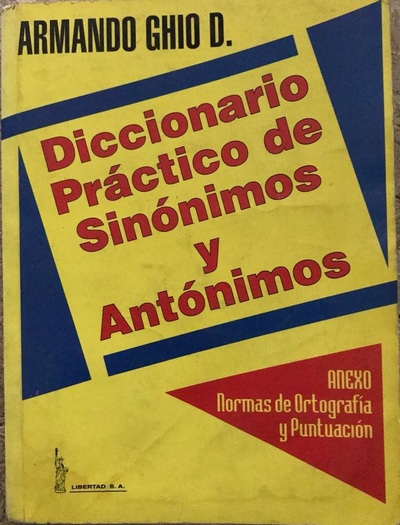 ARMANDO GHIO D.
Diccionario
Práctico de
Sinónimos
y
Antónimos
ANEXO
Normas de Ortografía
y Puntuación
LIBERTAD S. A.